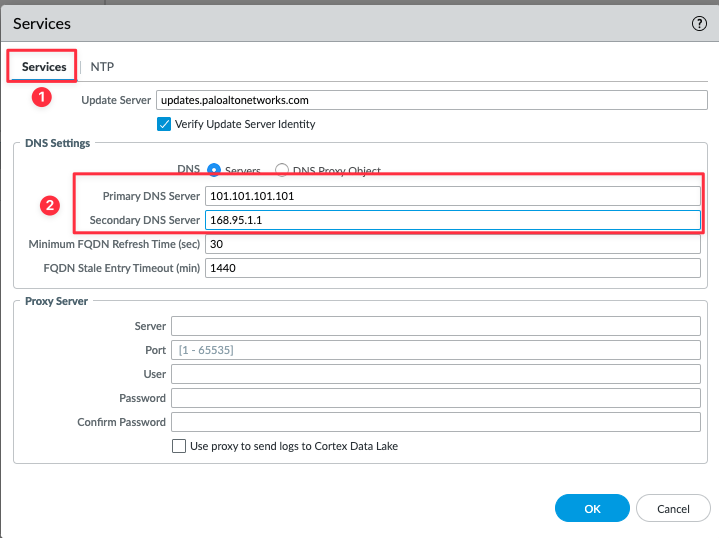 Services
Services NTP
1
Update Server updates.paloaltonetworks.com
Verify Update Server Identity
DNS Settings
DNS Servers DNS Proxy Object
2
Primary DNS Server 101.101.101.101
Secondary DNS Server 168.95.1.1
Minimum FQDN Refresh Time (sec) 30
FQDN Stale Entry Timeout (min) 1440
Proxy Server
Server
Port [1 - 65535]
User
Password
Confirm Password
Use proxy to send logs to Cortex Data Lake
OK Cancel